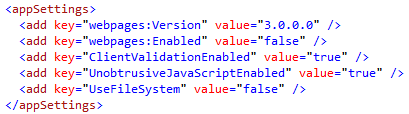 <appSettings>
<add key="webpages:Version" value="3.0.0.0" />
<add key="webpages:Enabled" value="false" />
<add key="ClientValidationEnabled" value="true" />
<add key="UnobtrusiveJavaScriptEnabled" value="true" />
<add key="UseFileSystem" value="false" />
</appSettings>